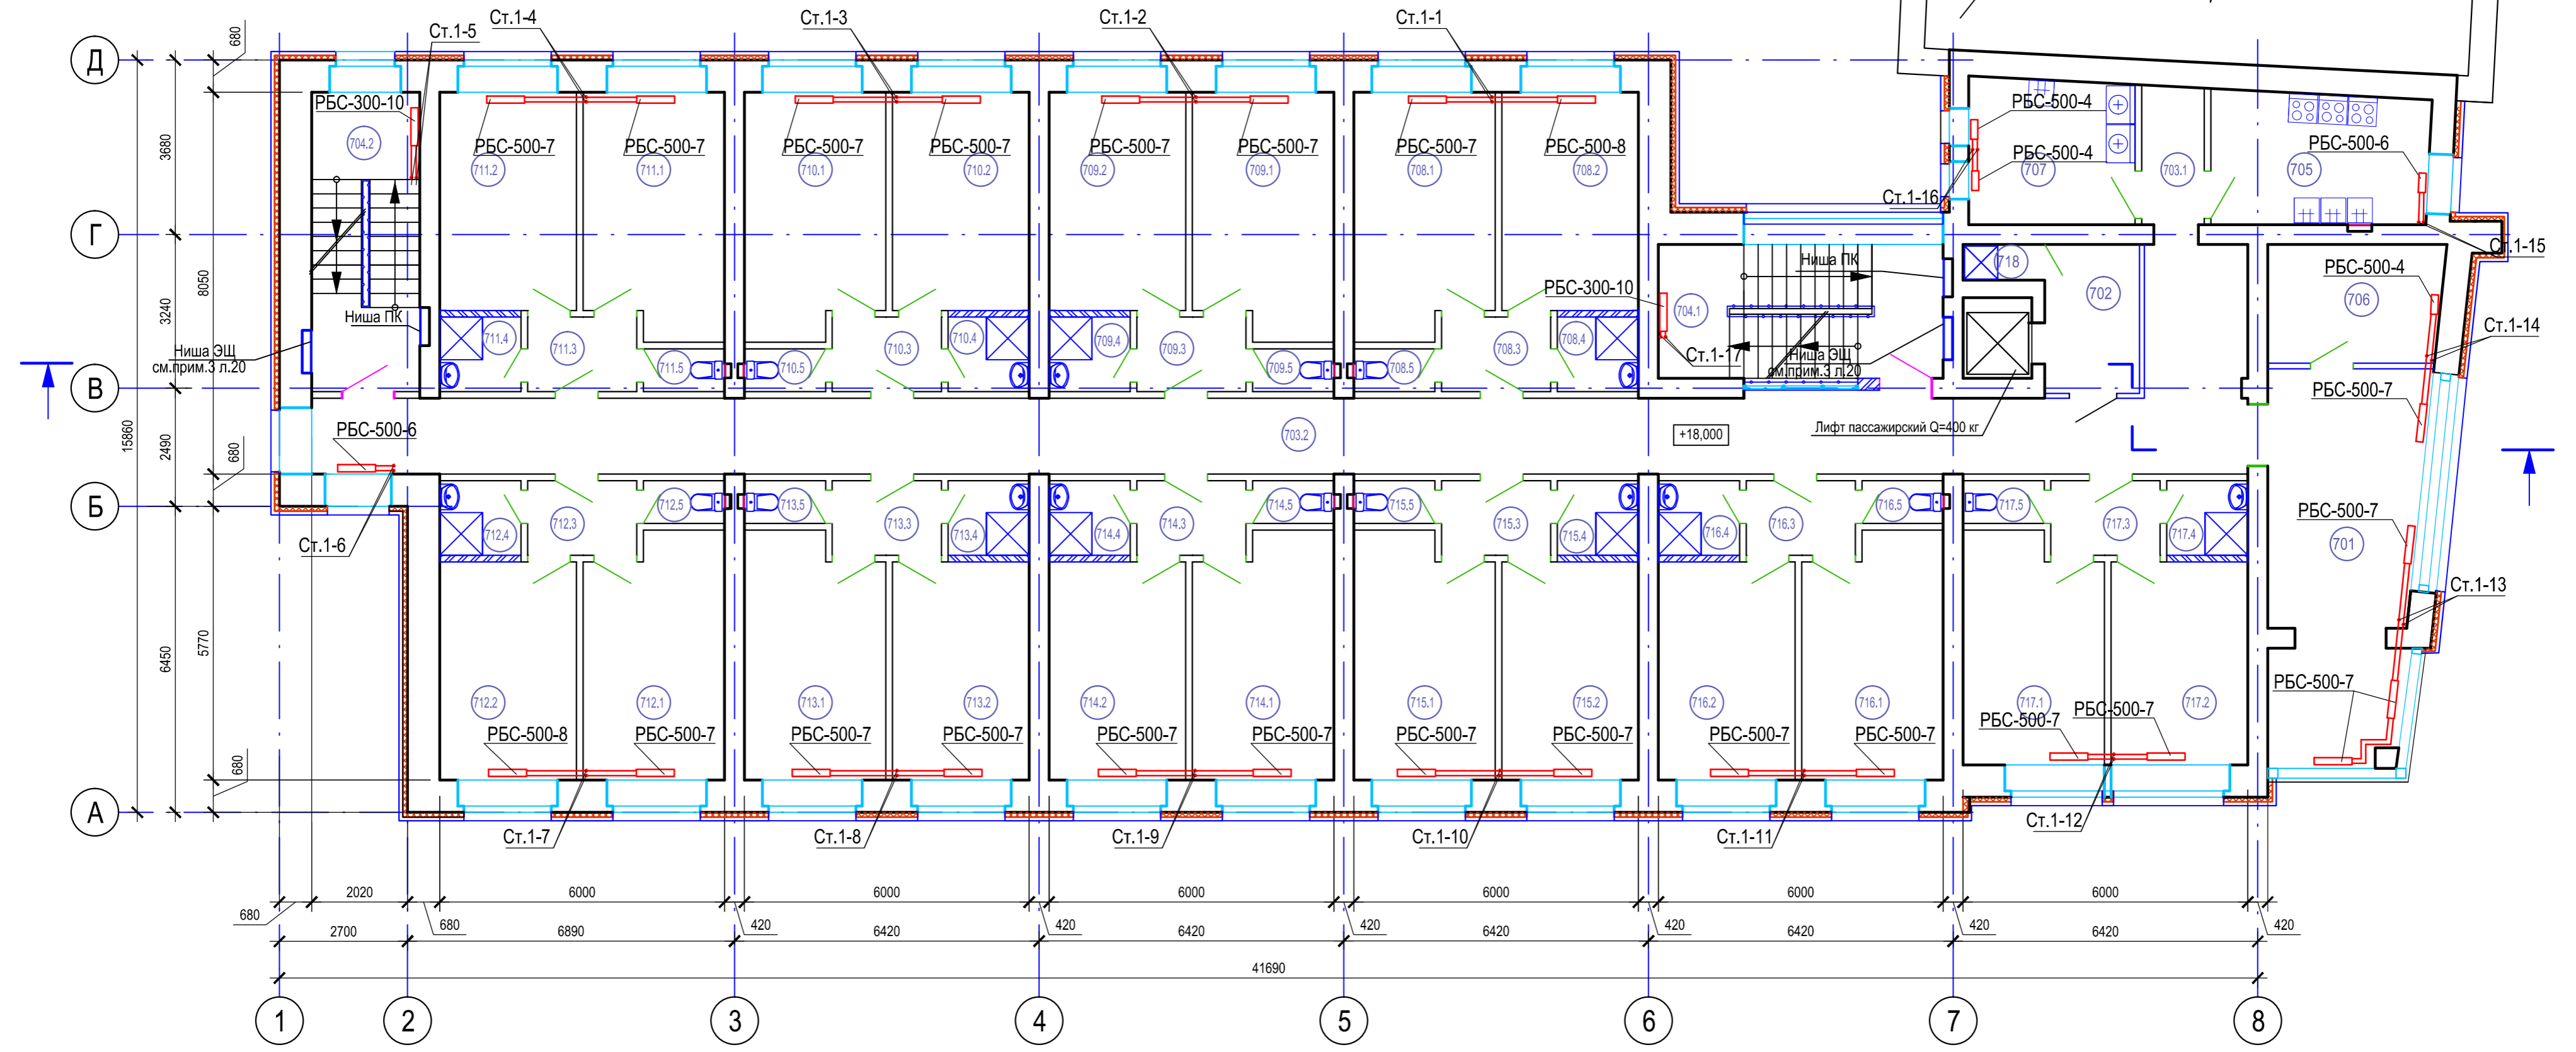 Ст.1-4
Ст.1-3
Ст.1-2
Ст.1-1
Ст.1-5
Д
680
РБС-300-10
704.2
3680
РБС-500-7
РБС-500-7
РБС-500-7
РБС-500-7
РБС-500-7
РБС-500-7
РБС-500-7
РБС-500-8
711.2
711.1
710.1
710.2
709.2
709.1
708.1
708.2
РБС-500-4
РБС-500-4
707
703.1
705
РБС-500-6
Ст.1-16
Г
Ст.1-15
8050
3240
Ниша ПК
Ниша ПК
718
702
РБС-500-4
706
РБС-300-10
704.1
Ст.1-14
Ниша ЭЩ
см.прим.3 л.20
711.4
711.3
711.5
710.5
710.3
710.4
709.4
709.3
709.5
708.5
708.3
708.4
Ст.1-17
Ниша ЭЩ
см.прим.3 л.20
В
РБС-500-7
15860
2490
680
РБС-500-6
703.2
+18,000
Лифт пассажирский Q=400 кг
Б
712.4
712.3
712.5
713.5
713.3
713.4
714.4
714.3
714.5
715.5
715.3
715.4
716.4
716.3
716.5
717.5
717.3
717.4
РБС-500-7
701
Ст.1-6
Ст.1-13
6450
5770
712.2
712.1
713.1
713.2
714.2
714.1
715.1
715.2
716.2
716.1
717.1
717.2
РБС-500-7
РБС-500-8
РБС-500-7
РБС-500-7
РБС-500-7
РБС-500-7
РБС-500-7
РБС-500-7
РБС-500-7
РБС-500-7
РБС-500-7
РБС-500-7
РБС-500-7
680
А
Ст.1-7
Ст.1-8
Ст.1-9
Ст.1-10
Ст.1-11
Ст.1-12
2020
6000
6000
6000
6000
6000
6000
680
680
420
420
420
420
420
420
2700
6890
6420
6420
6420
6420
6420
41690
1
2
3
4
5
6
7
8